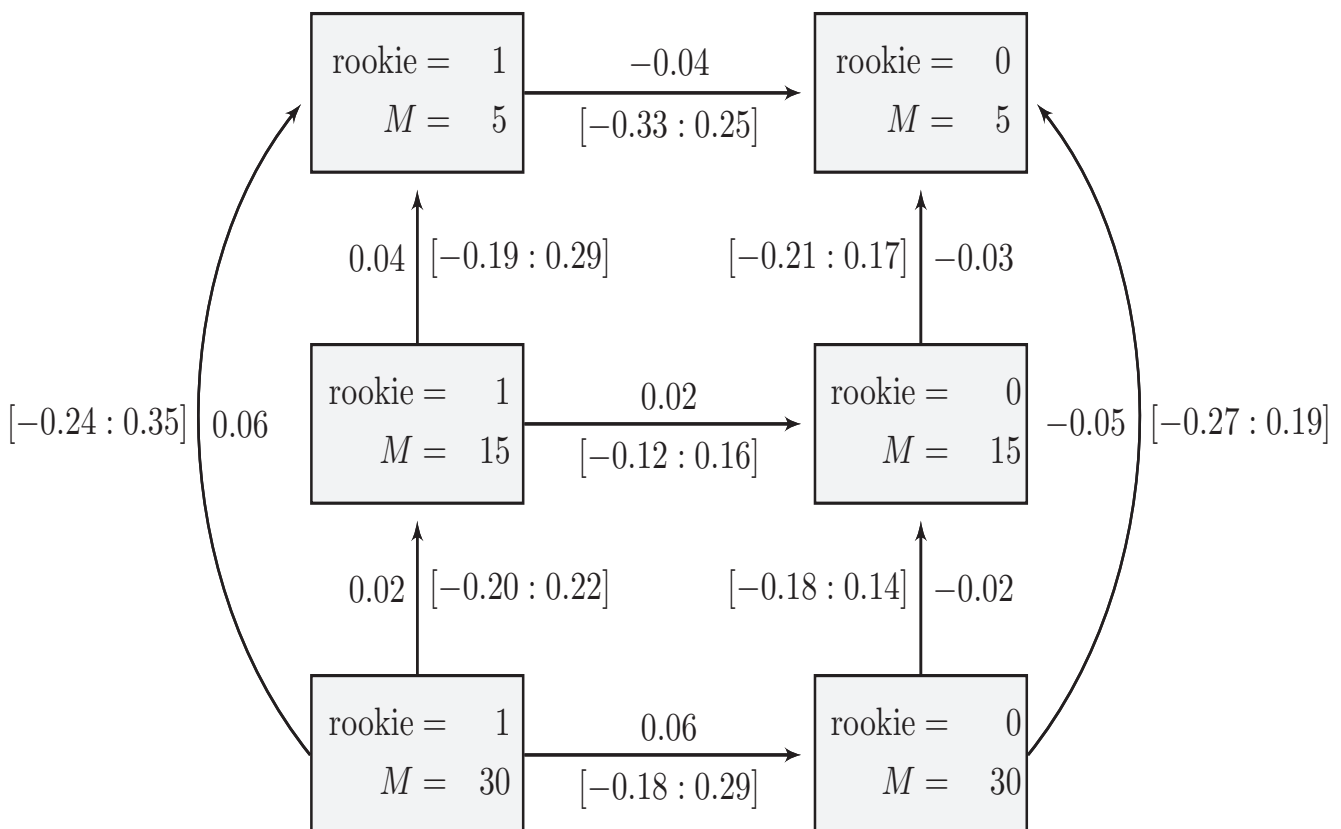 rookie = 1
M = 5
−0.04
[−0.33 : 0.25]
rookie = 0
M = 5
0.04 [−0.19 : 0.29]
[−0.21 : 0.17] −0.03
[−0.24 : 0.35] 0.06
rookie = 1
M = 15
0.02
[−0.12 : 0.16]
rookie = 0
M = 15
−0.05 [−0.27 : 0.19]
0.02 [−0.20 : 0.22]
[−0.18 : 0.14] −0.02
rookie = 1
M = 30
0.06
[−0.18 : 0.29]
rookie = 0
M = 30